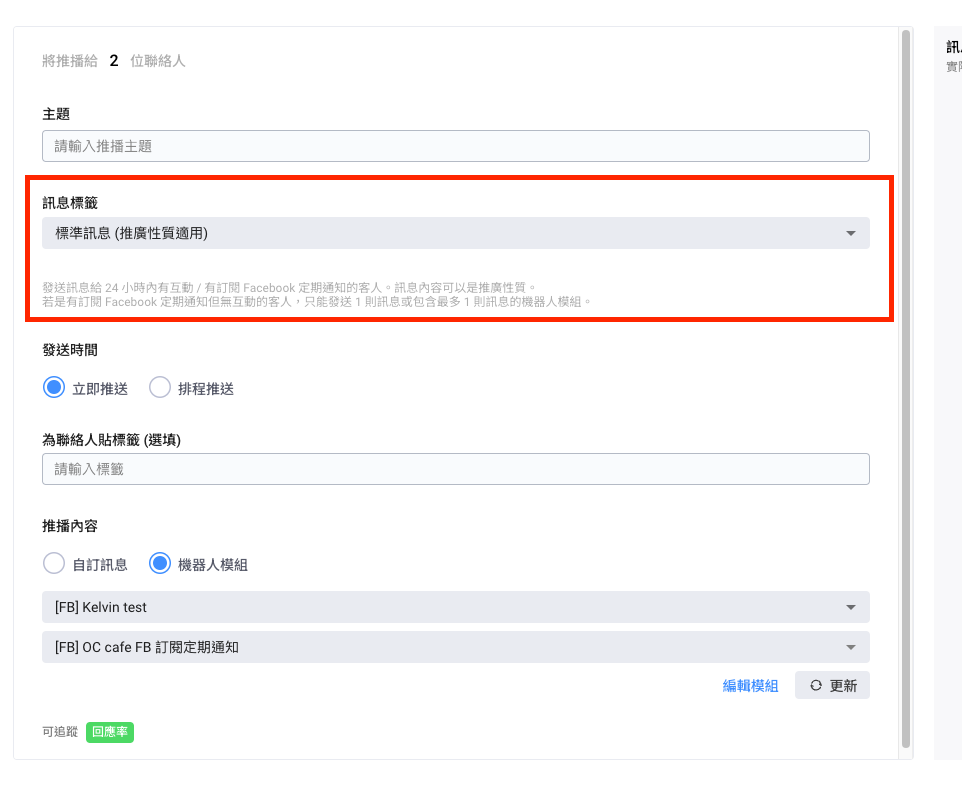 將推播給 2 位聯絡人
訊
主題
請輸入推播主題
訊息標籤
標準訊息 (推廣性質適用)
發送訊息給 24 小時內有互動 / 有訂閱 Facebook 定期通知的客人。訊息內容可以是推廣性質。
若是有訂閱 Facebook 定期通知但無互動的客人，只能發送 1 則訊息或包含最多 1 則訊息的機器人模組。
發送時間
立即推送 排程推送
為聯絡人貼標籤 (選填)
請輸入標籤
推播內容
自訂訊息 機器人模組
[FB] Kelvin test
[FB] OC cafe FB 訂閱定期通知
編輯模組 更新
可追蹤 回應率